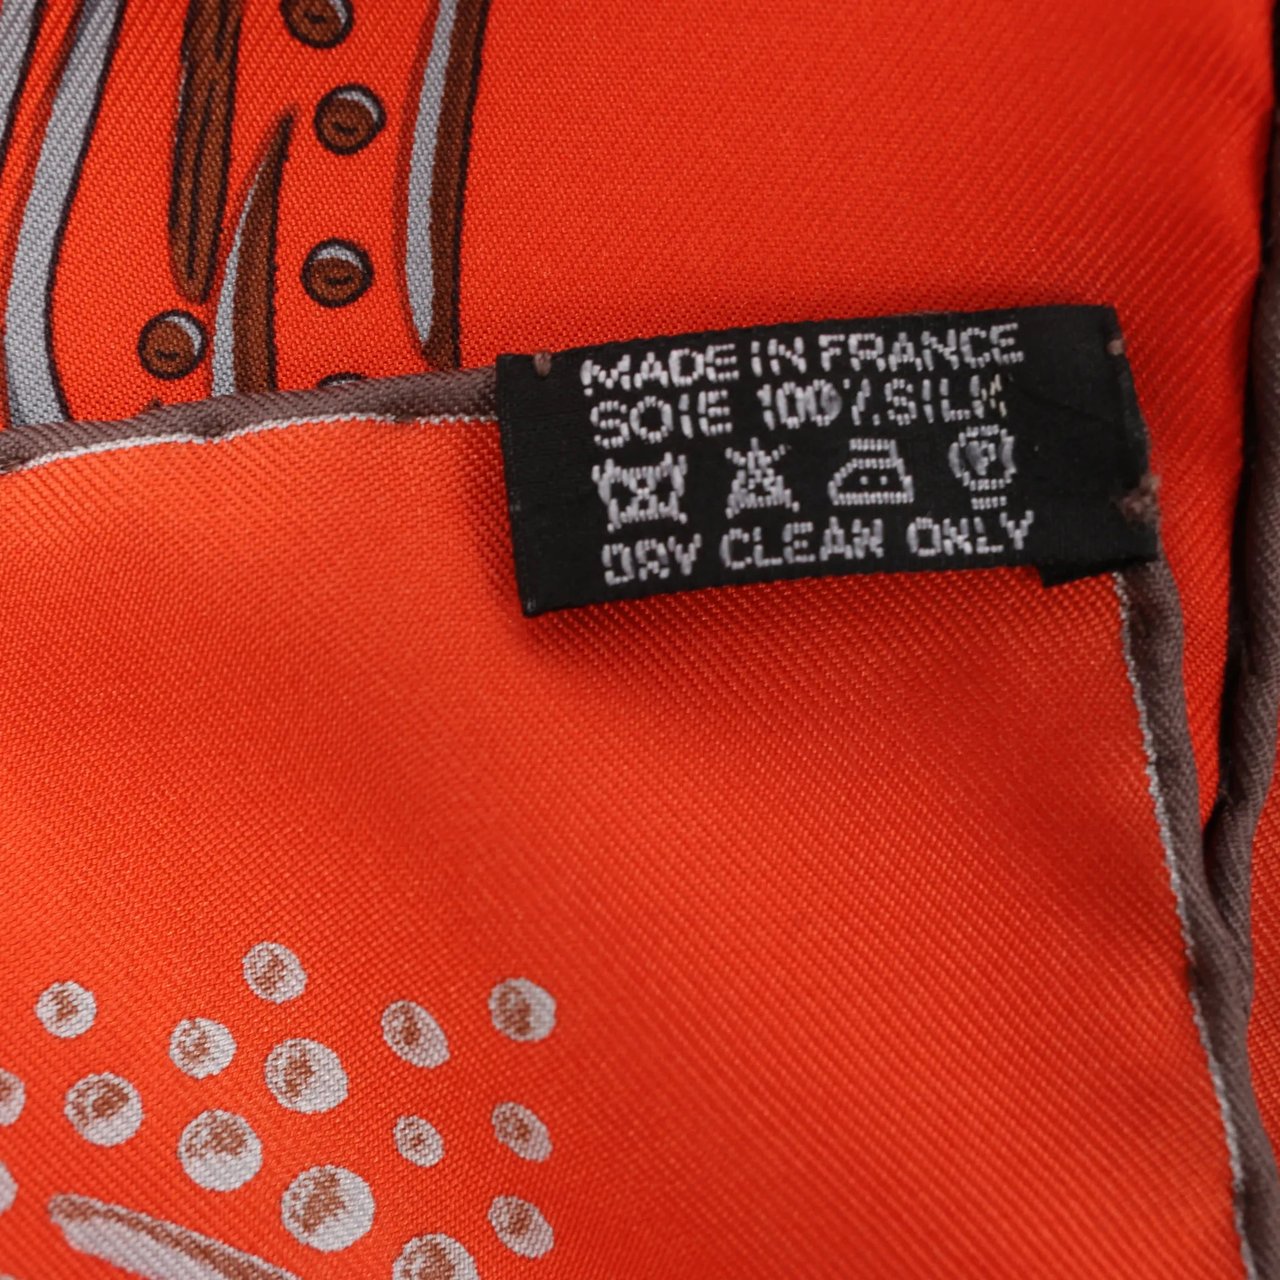 MADE IN FRANCE
SOIE 100% SILK
DRY CLEAN ONLY